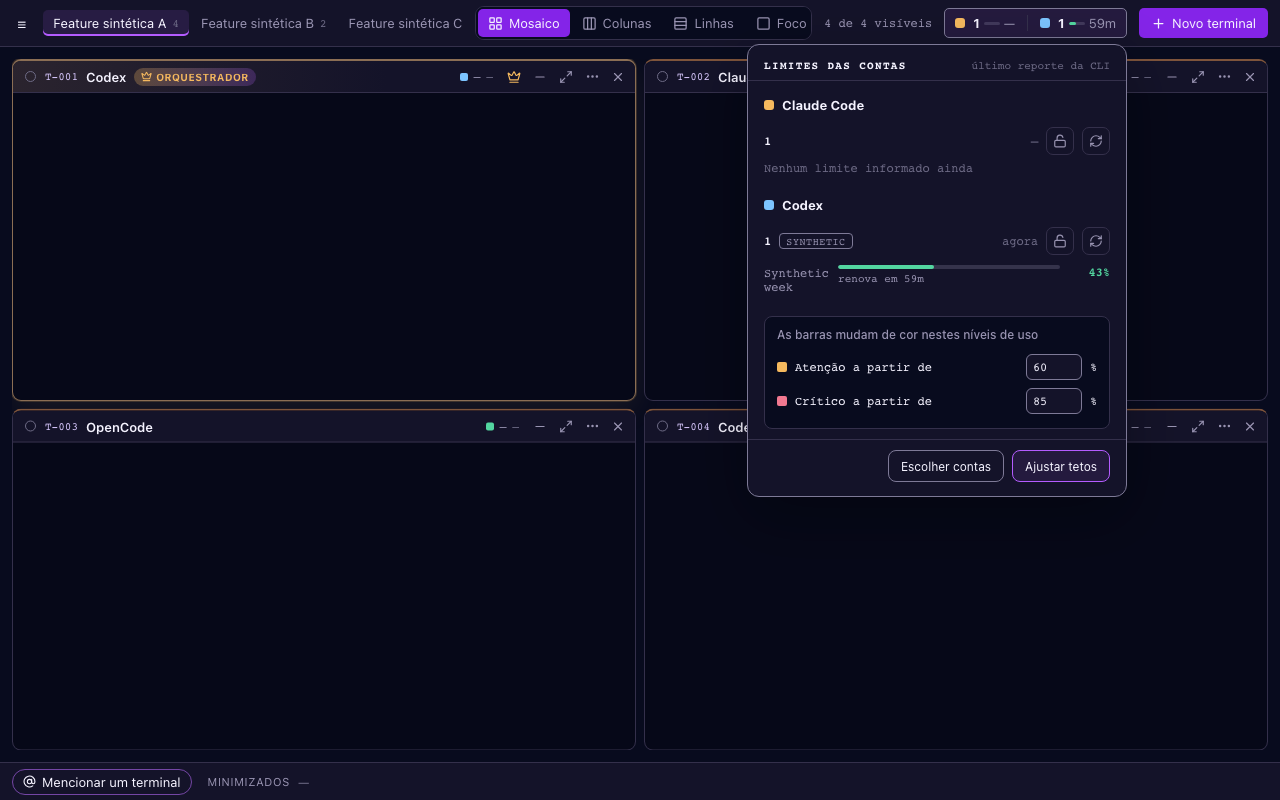 Feature sintética A 4 Feature sintética B 2 Feature sintética C Mosaico Colunas Linhas Foco 4 de 4 visíveis 1 — 1 59m + Novo terminal
T-001 Codex ORQUESTRADOR — —
T-002 Clau — —
LIMITES DAS CONTAS último reporte da CLI
Claude Code
1 —
Nenhum limite informado ainda
Codex
1 SYNTHETIC agora
Synthetic week 43%
renova em 59m
As barras mudam de cor nestes níveis de uso
Atenção a partir de 60 %
Crítico a partir de 85 %
Escolher contas Ajustar tetos
T-003 OpenCode — —
T-004 Code — —
@ Mencionar um terminal MINIMIZADOS —